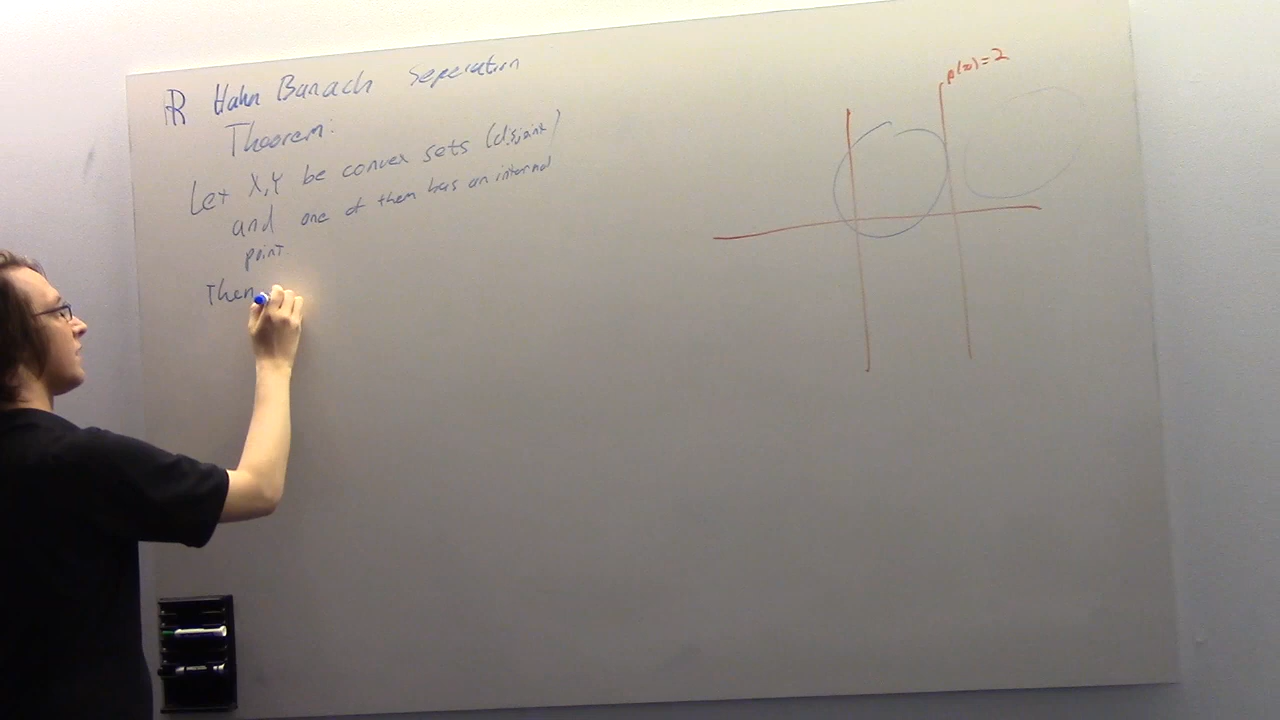 ℝ Hahn Banach Seperation
Theorem:
Let X,Y be convex sets (disjoint)
and one of them has an internal
point
Then
p(x)=2